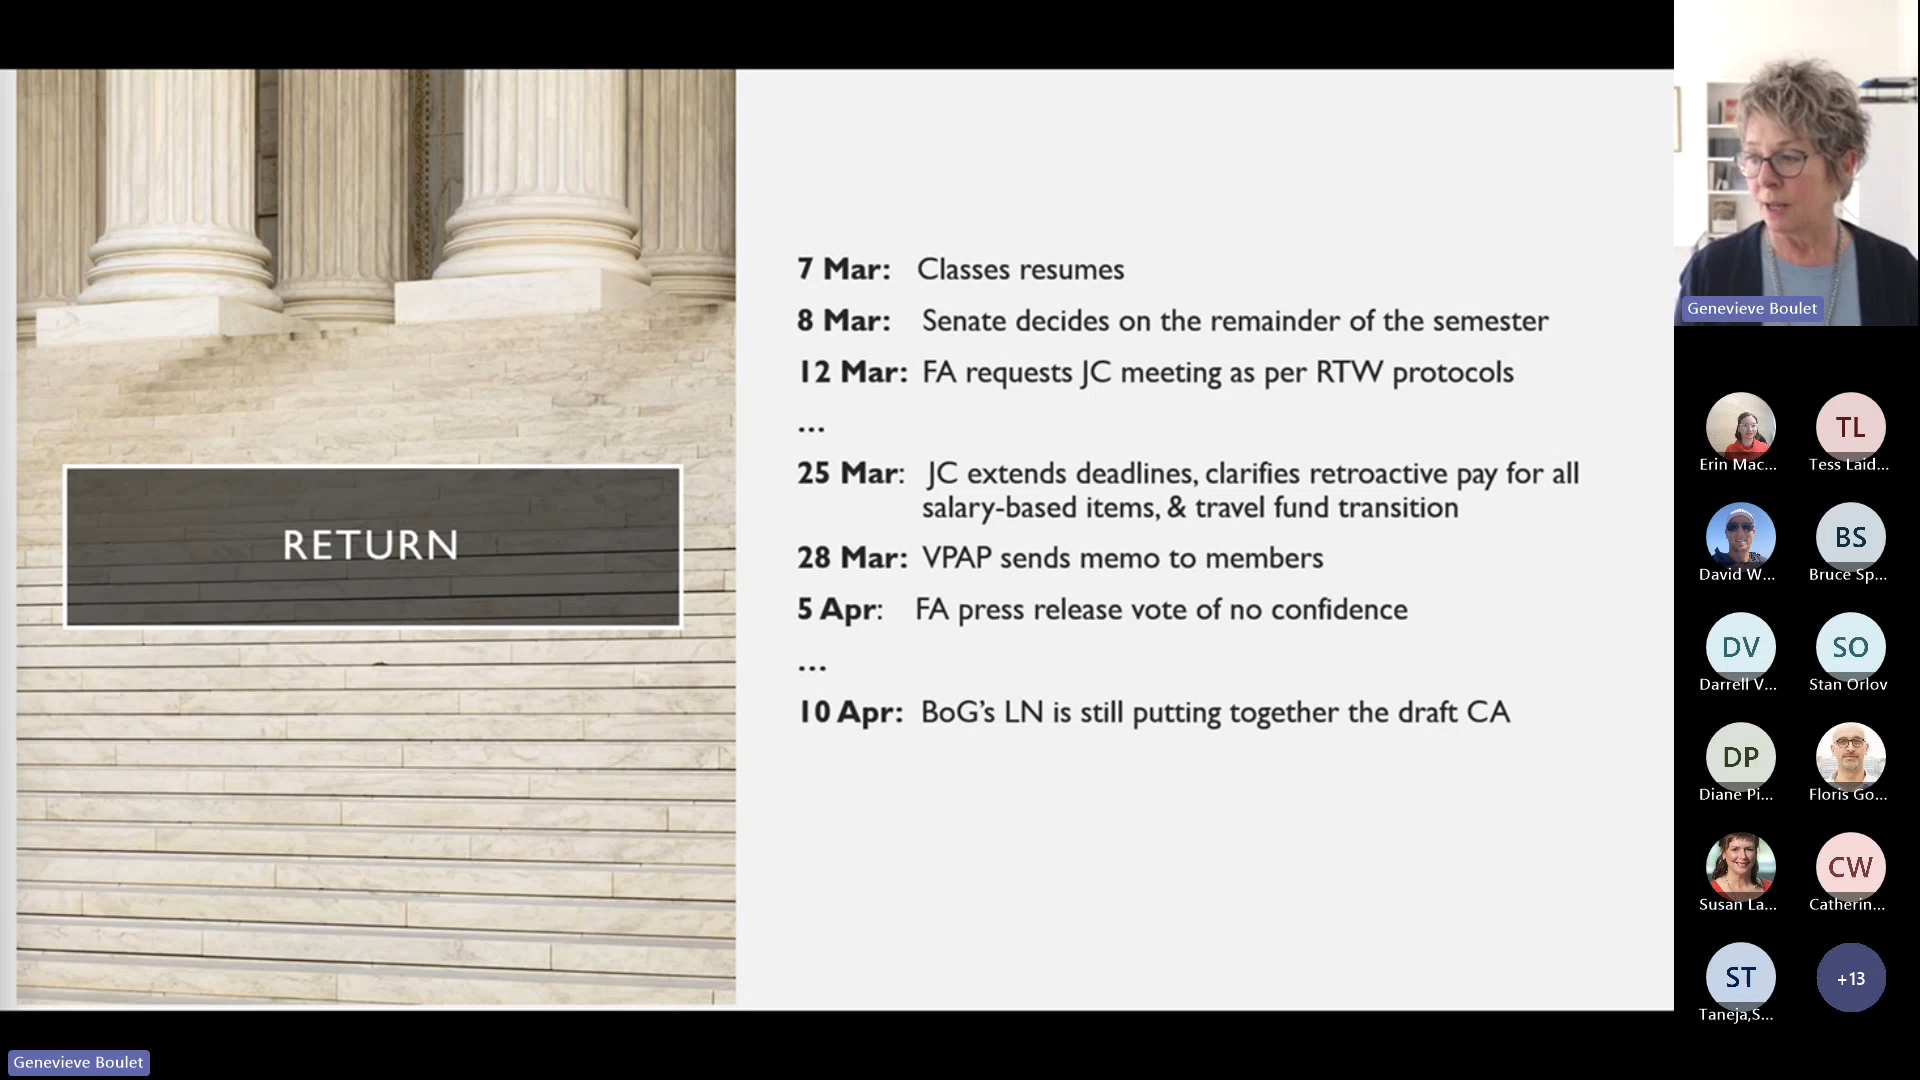 RETURN
7 Mar: Classes resumes
8 Mar: Senate decides on the remainder of the semester
12 Mar: FA requests JC meeting as per RTW protocols
...
25 Mar: JC extends deadlines, clarifies retroactive pay for all
salary-based items, & travel fund transition
28 Mar: VPAP sends memo to members
5 Apr: FA press release vote of no confidence
...
10 Apr: BoG's LN is still putting together the draft CA
Genevieve Boulet
Erin Mac...
TL
Tess Laid...
David W...
BS
Bruce Sp...
DV
Darrell V...
SO
Stan Orlov
DP
Diane Pi...
Floris Go...
Susan La...
CW
Catherin...
ST
Taneja,S...
+13
Genevieve Boulet